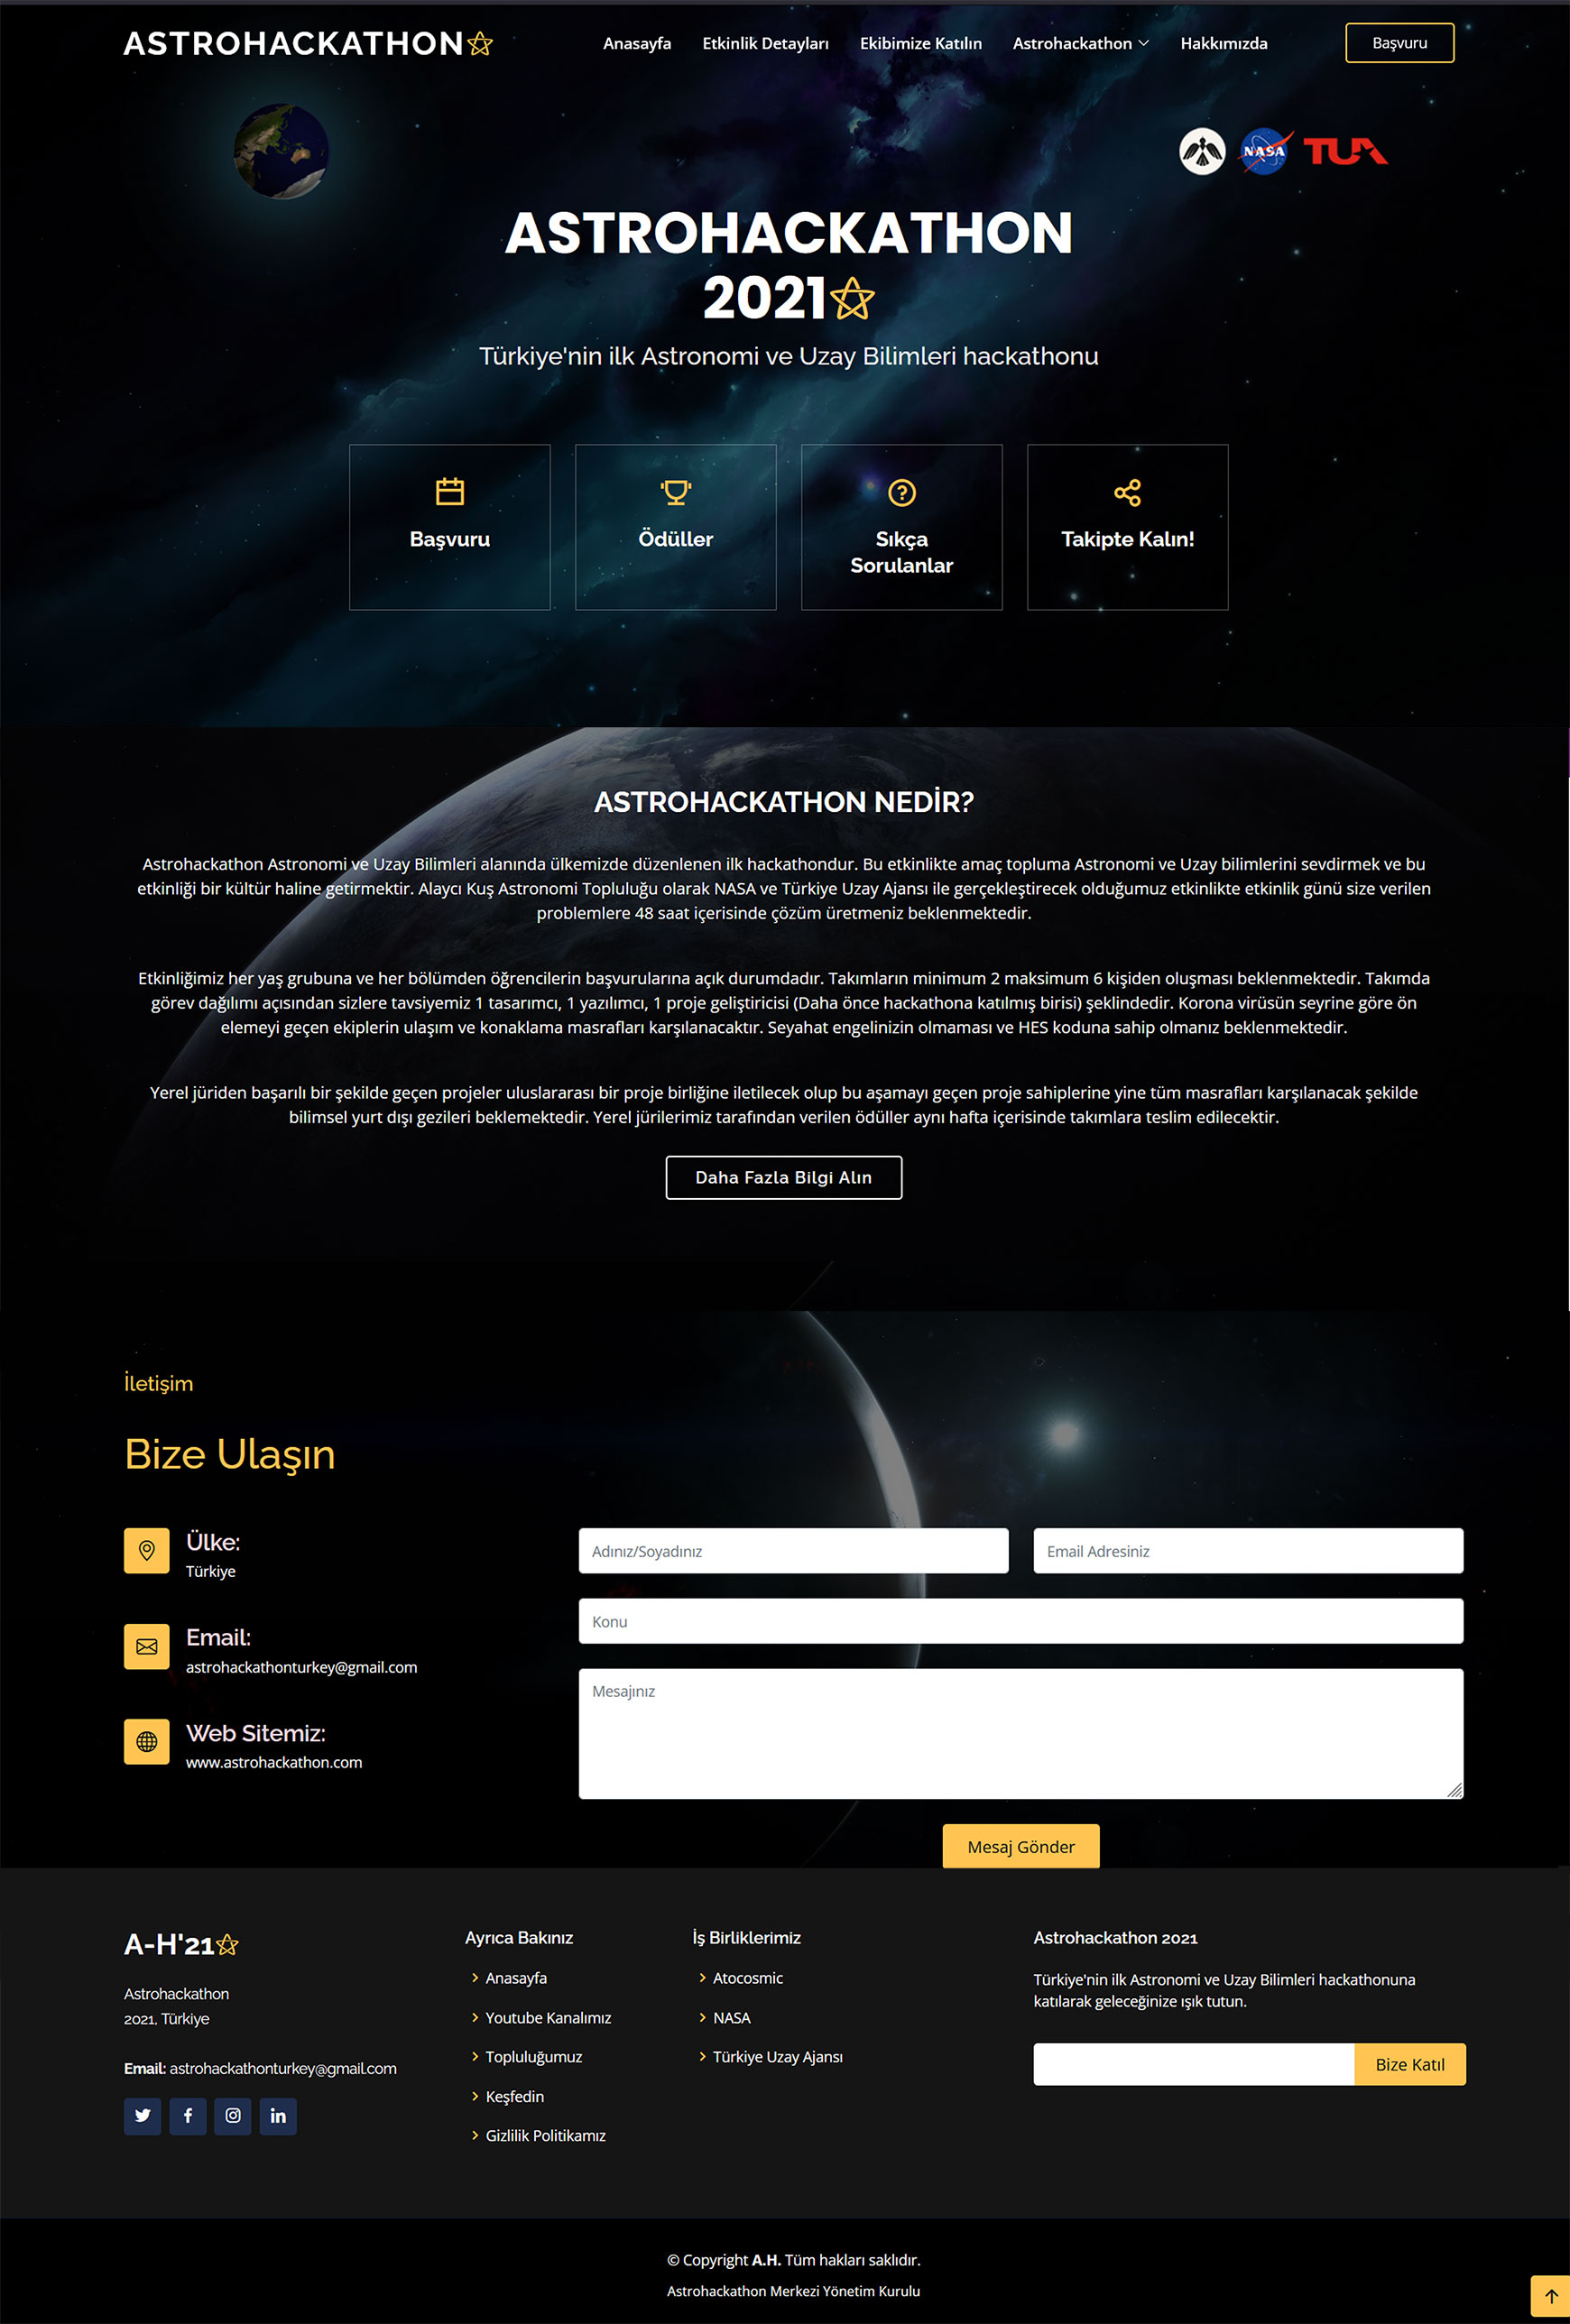 ASTROHACKATHON
Anasayfa
Etkinlik Detayları
Ekibimize Katılın
Astrohackathon
Hakkımızda
Başvuru
NASA
TUA
ASTROHACKATHON
2021
Türkiye'nin ilk Astronomi ve Uzay Bilimleri hackathonu
Başvuru
Ödüller
Sıkça
Sorulanlar
Takipte Kalın!
ASTROHACKATHON NEDİR?
Astrohackathon Astronomi ve Uzay Bilimleri alanında ülkemizde düzenlenen ilk hackathondur. Bu etkinlikte amaç topluma Astronomi ve Uzay bilimlerini sevdirmek ve bu
etkinliği bir kültür haline getirmektir. Alaycı Kuş Astronomi Topluluğu olarak NASA ve Türkiye Uzay Ajansı ile gerçekleştirecek olduğumuz etkinlikte etkinlik günü size verilen
problemlere 48 saat içerisinde çözüm üretmeniz beklenmektedir.
Etkinliğimiz her yaş grubuna ve her bölümden öğrencilerin başvurularına açık durumdadır. Takımların minimum 2 maksimum 6 kişiden oluşması beklenmektedir. Takımda
görev dağılımı açısından sizlere tavsiyemiz 1 tasarımcı, 1 yazılımcı, 1 proje geliştiricisi (Daha önce hackathona katılmış birisi) şeklindedir. Korona virüsün seyrine göre ön
elemeyi geçen ekiplerin ulaşım ve konaklama masrafları karşılanacaktır. Seyahat engelinizin olmaması ve HES koduna sahip olmanız beklenmektedir.
Yerel jüriden başarılı bir şekilde geçen projeler uluslararası bir proje birliğine iletilecek olup bu aşamayı geçen proje sahiplerine yine tüm masrafları karşılanacak şekilde
bilimsel yurt dışı gezileri beklemektedir. Yerel jürilerimiz tarafından verilen ödüller aynı hafta içerisinde takımlara teslim edilecektir.
Daha Fazla Bilgi Alın
İletişim
Bize Ulaşın
Ülke:
Türkiye
Email:
astrohackathonturkey@gmail.com
Web Sitemiz:
www.astrohackathon.com
Adınız/Soyadınız
Email Adresiniz
Konu
Mesajınız
Mesaj Gönder
A-H'21
Astrohackathon
2021, Türkiye
Email: astrohackathonturkey@gmail.com
Ayrıca Bakınız
Anasayfa
Youtube Kanalımız
Topluluğumuz
Keşfedin
Gizlilik Politikamız
İş Birliklerimiz
Atocosmic
NASA
Türkiye Uzay Ajansı
Astrohackathon 2021
Türkiye'nin ilk Astronomi ve Uzay Bilimleri hackathonuna
katılarak geleceğinize ışık tutun.
Bize Katıl
© Copyright A.H. Tüm hakları saklıdır.
Astrohackathon Merkezi Yönetim Kurulu